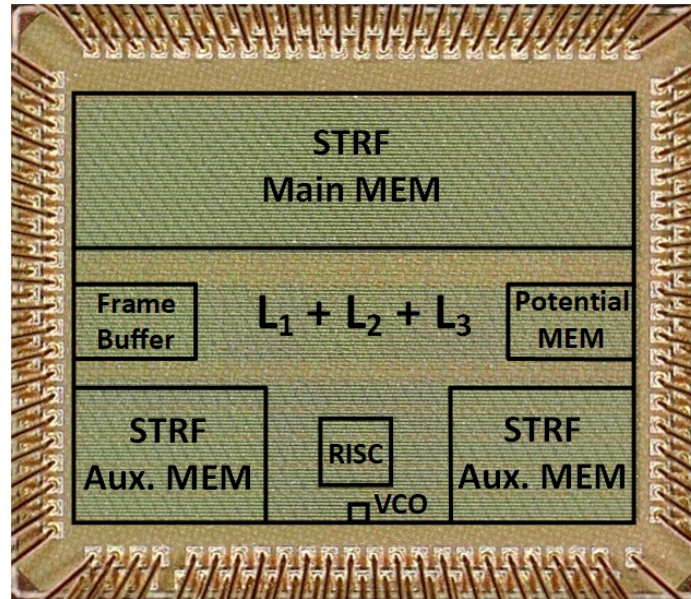 STRF
Main MEM
Frame
Buffer
L₁ + L₂ + L₃
Potential
MEM
STRF
Aux. MEM
RISC
VCO
STRF
Aux. MEM